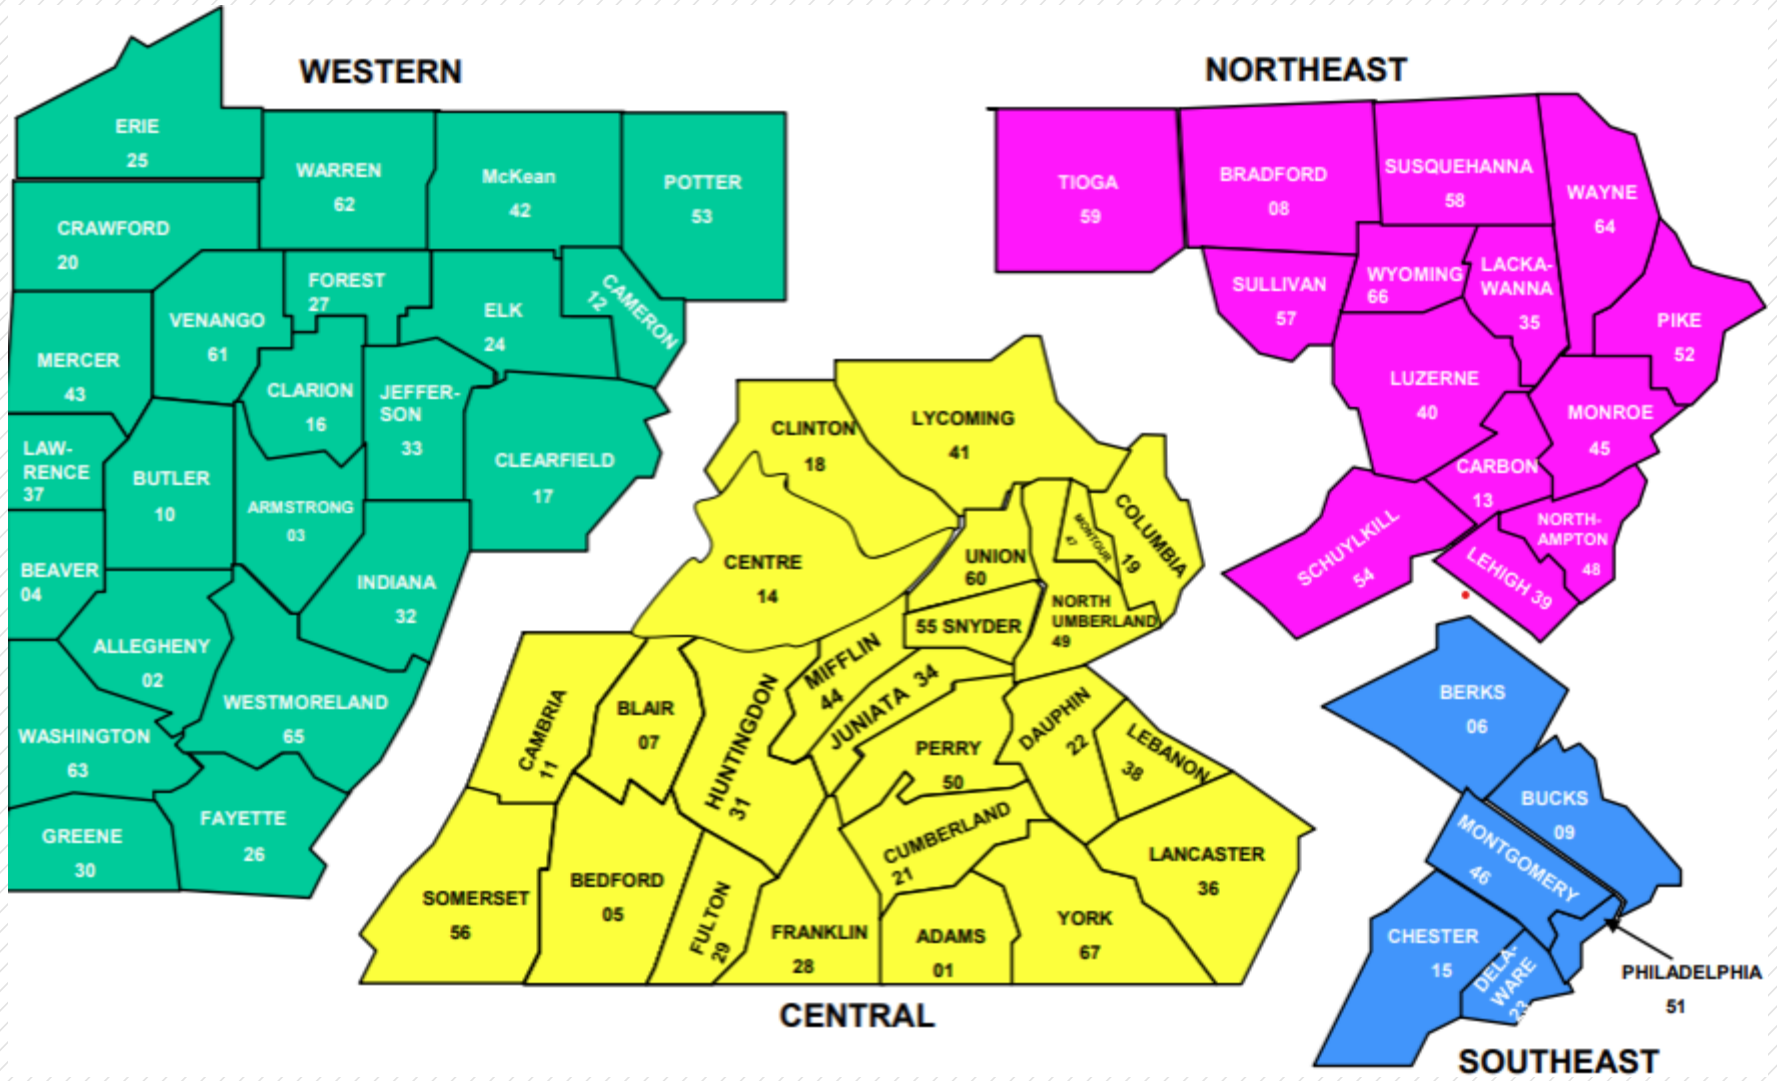 WESTERN
ERIE
25
WARREN
62
McKean
42
POTTER
53
CRAWFORD
20
FOREST
27
VENANGO
61
ELK
24
CAMERON
12
MERCER
43
CLARION
16
JEFFER-
SON
33
CLEARFIELD
17
LAW-
RENCE
37
BUTLER
10
ARMSTRONG
03
BEAVER
04
INDIANA
32
ALLEGHENY
02
WESTMORELAND
65
WASHINGTON
63
GREENE
30
FAYETTE
26
NORTHEAST
TIOGA
59
BRADFORD
08
SUSQUEHANNA
58
WAYNE
64
SULLIVAN
57
WYOMING
66
LACKA-
WANNA
35
PIKE
52
LUZERNE
40
MONROE
45
CARBON
13
SCHUYLKILL
54
NORTH-
AMPTON
48
LEHIGH 39
CLINTON
18
LYCOMING
41
CENTRE
14
UNION
60
MONTOUR
47
COLUMBIA
19
55 SNYDER
NORTH
UMBERLAND
49
MIFFLIN
44
JUNIATA 34
CAMBRIA
11
BLAIR
07
HUNTINGDON
31
PERRY
50
DAUPHIN
22
LEBANON
38
CUMBERLAND
21
LANCASTER
36
SOMERSET
56
BEDFORD
05
FULTON
29
FRANKLIN
28
ADAMS
01
YORK
67
CENTRAL
BERKS
06
BUCKS
09
MONTGOMERY
46
CHESTER
15
DELA-
WARE
23
PHILADELPHIA
51
SOUTHEAST